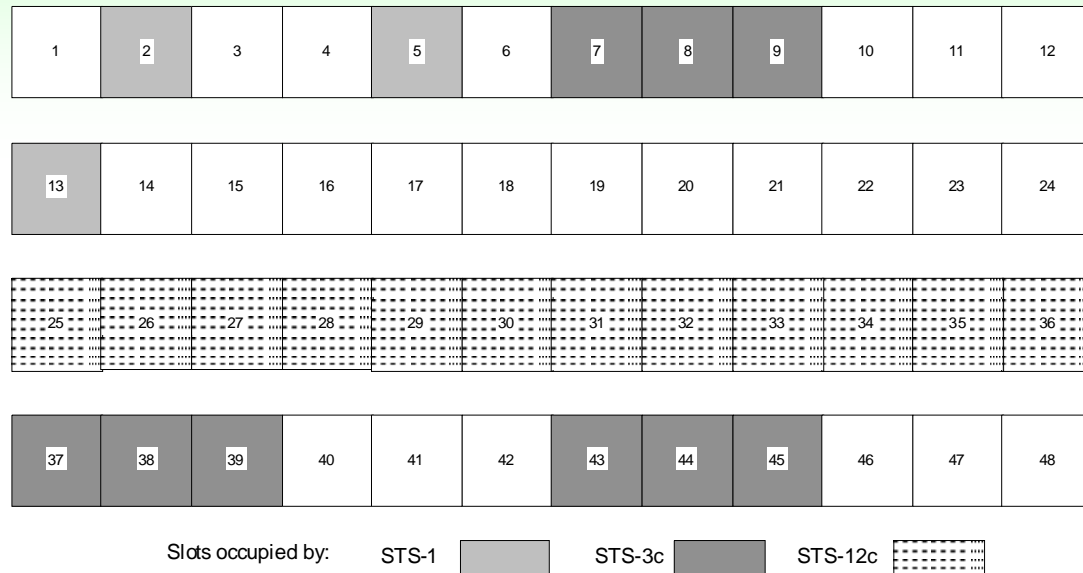 1 2 3 4 5 6 7 8 9 10 11 12
13 14 15 16 17 18 19 20 21 22 23 24
25 26 27 28 29 30 31 32 33 34 35 36
37 38 39 40 41 42 43 44 45 46 47 48
Slots occupied by: STS-1 STS-3c STS-12c